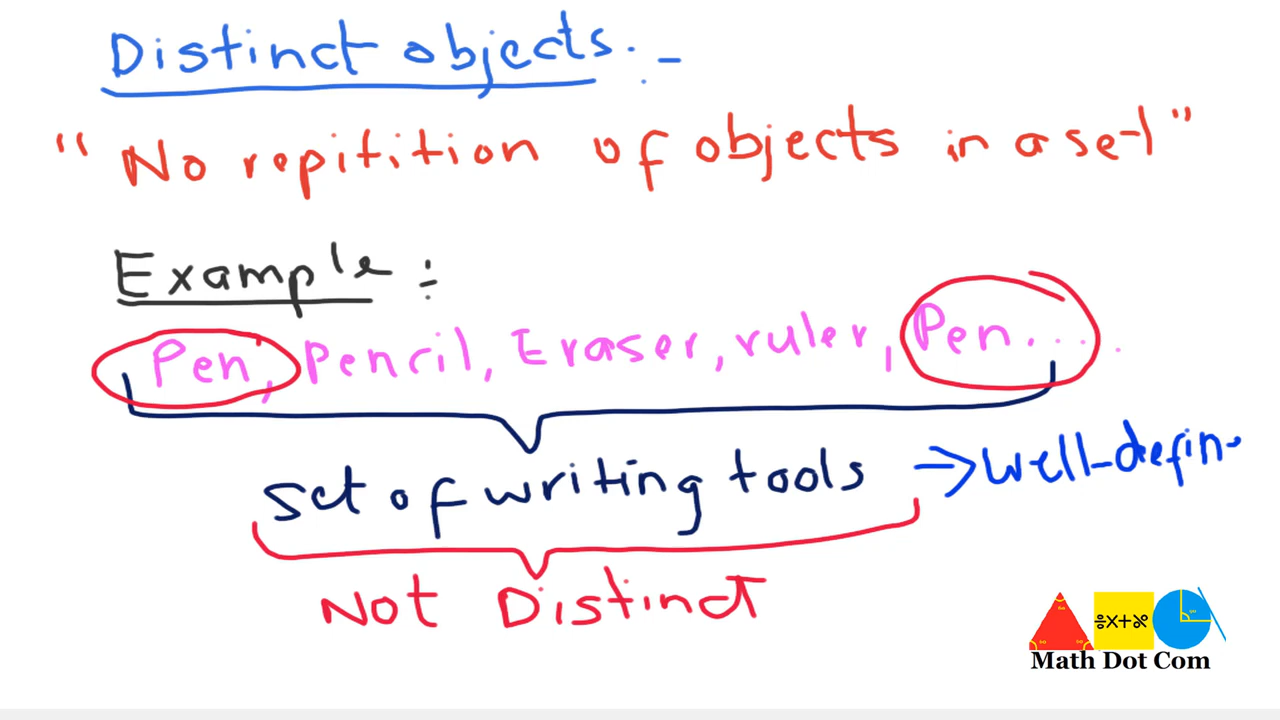 Distinct objects:-
"No repitition of objects in a set"
Example:
Pen, Pencil, Eraser, ruler, Pen....
set of writing tools → well-defin
Not Distinct
÷×+%
Math Dot Com